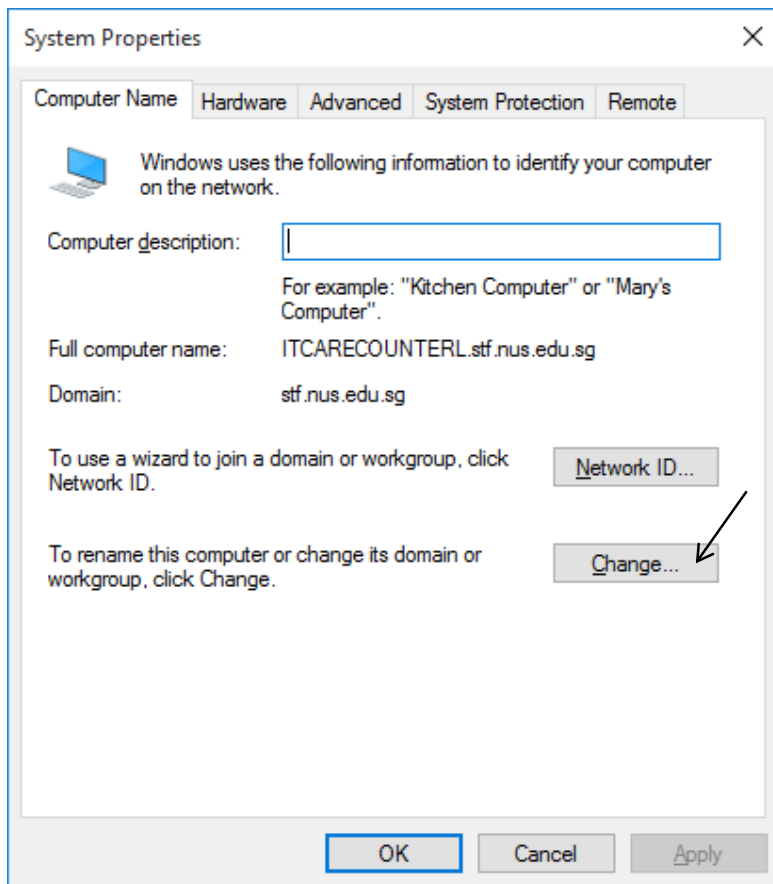 System Properties
Computer Name Hardware Advanced System Protection Remote
Windows uses the following information to identify your computer
on the network.
Computer description:
For example: "Kitchen Computer" or "Mary's
Computer".
Full computer name: ITCARECOUNTERL.stf.nus.edu.sg
Domain: stf.nus.edu.sg
To use a wizard to join a domain or workgroup, click
Network ID.
Network ID...
To rename this computer or change its domain or
workgroup, click Change.
Change...
OK Cancel Apply